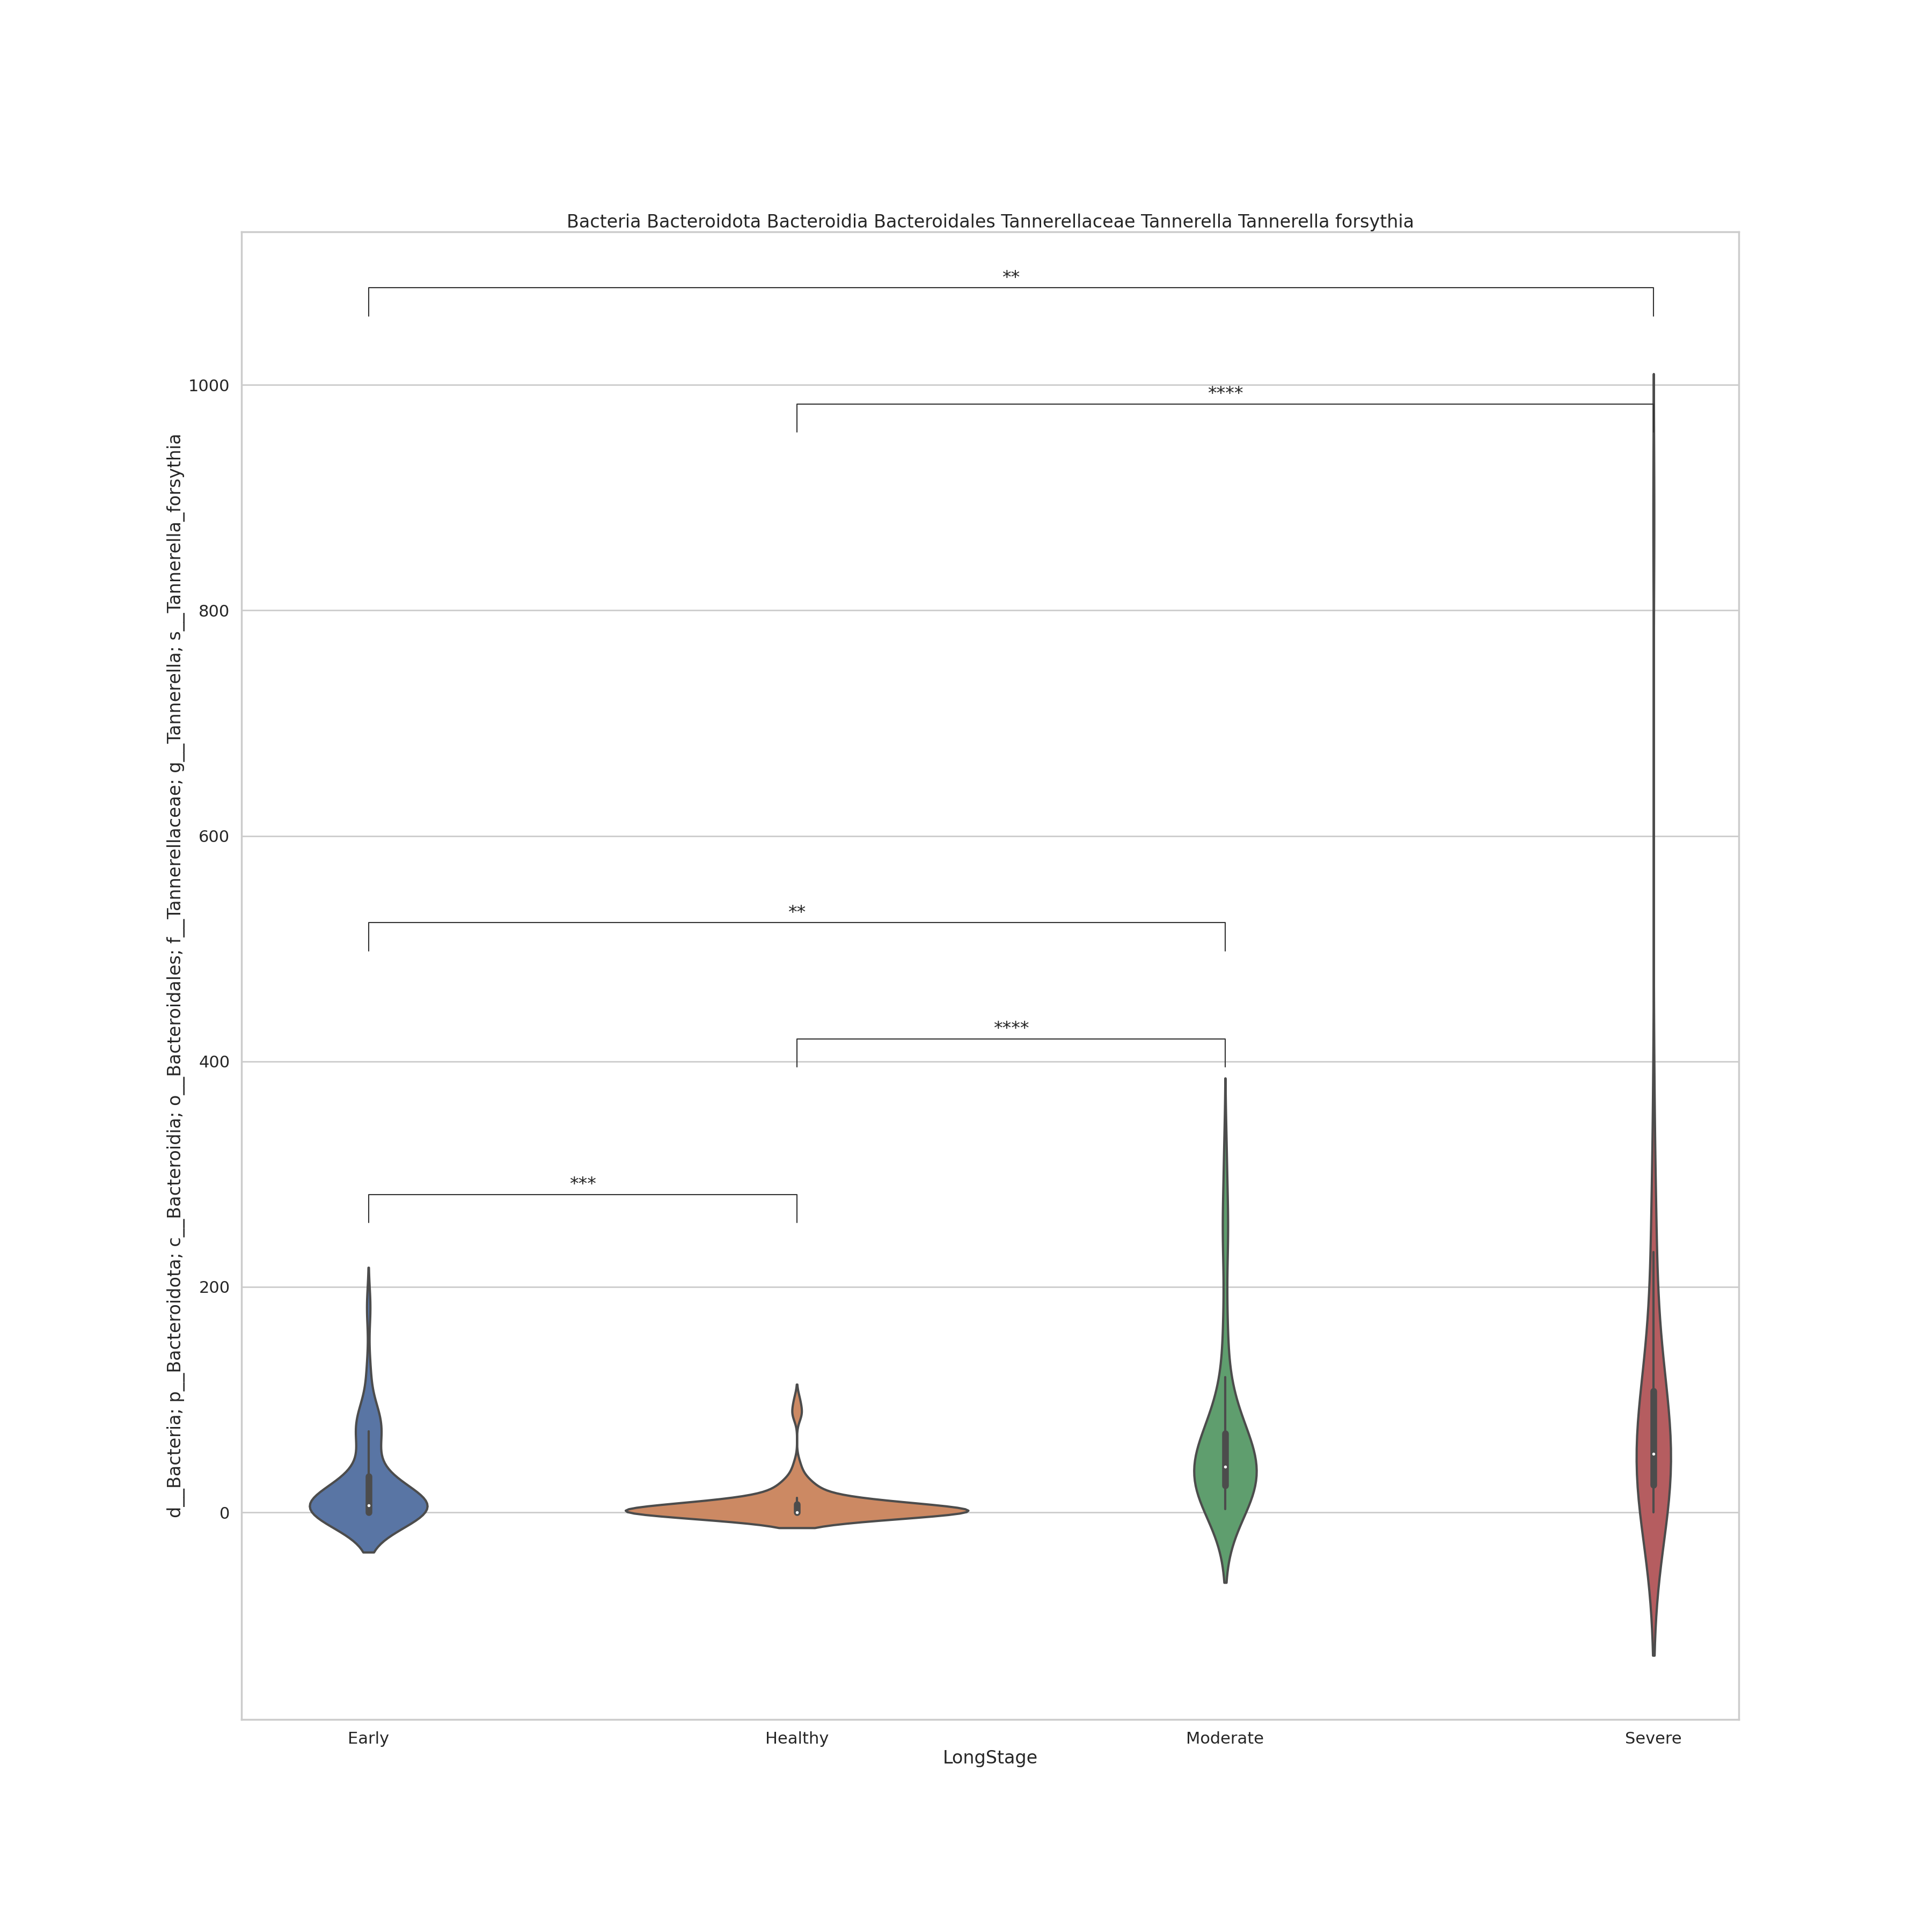 Bacteria Bacteroidota Bacteroidia Bacteroidales Tannerellaceae Tannerella Tannerella forsythia
**
1000
****
800
600
**
****
400
***
200
0
d__Bacteria; p__Bacteroidota; c__Bacteroidia; o__Bacteroidales; f__Tannerellaceae; g__Tannerella; s__Tannerella_forsythia
Early Healthy Moderate Severe
LongStage